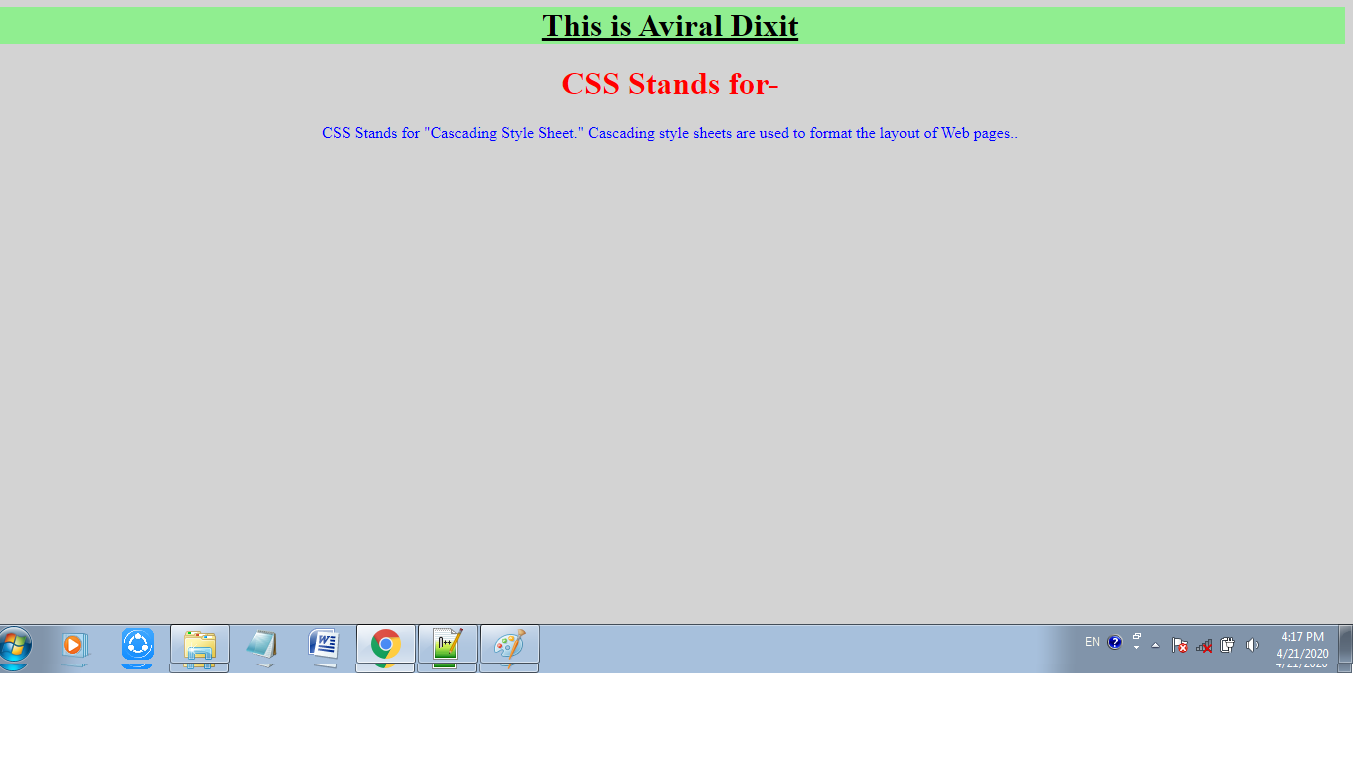 This is Aviral Dixit
CSS Stands for-
CSS Stands for "Cascading Style Sheet." Cascading style sheets are used to format the layout of Web pages..
EN
4:17 PM
4/21/2020